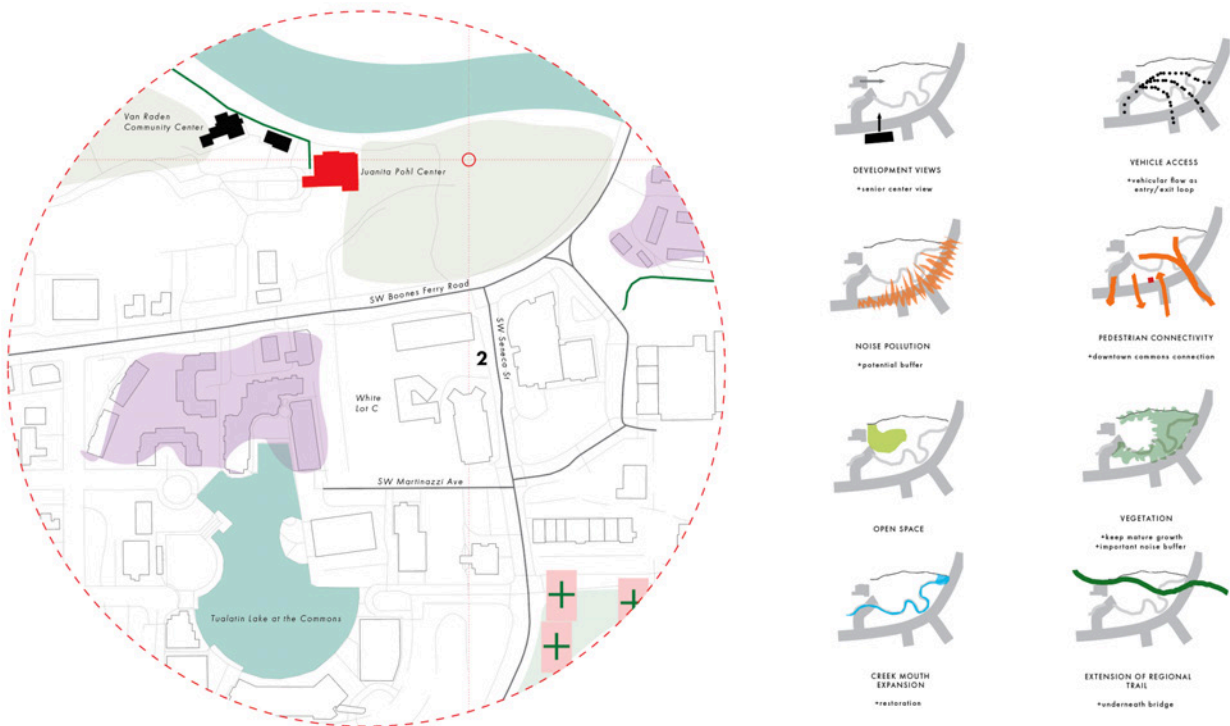 Van Raden
Community Center
Juanita Pohl Center
SW Boones Ferry Road
SW Seneca St
2
White
Lot C
SW Martinazzi Ave
Tualatin Lake at the Commons
DEVELOPMENT VIEWS
*senior center view
VEHICLE ACCESS
*vehicular flow as
entry/exit loop
NOISE POLLUTION
*potential buffer
PEDESTRIAN CONNECTIVITY
*downtown commons connection
OPEN SPACE
VEGETATION
*keep mature growth
*important noise buffer
CREEK MOUTH
EXPANSION
*restoration
EXTENSION OF REGIONAL
TRAIL
*underneath bridge